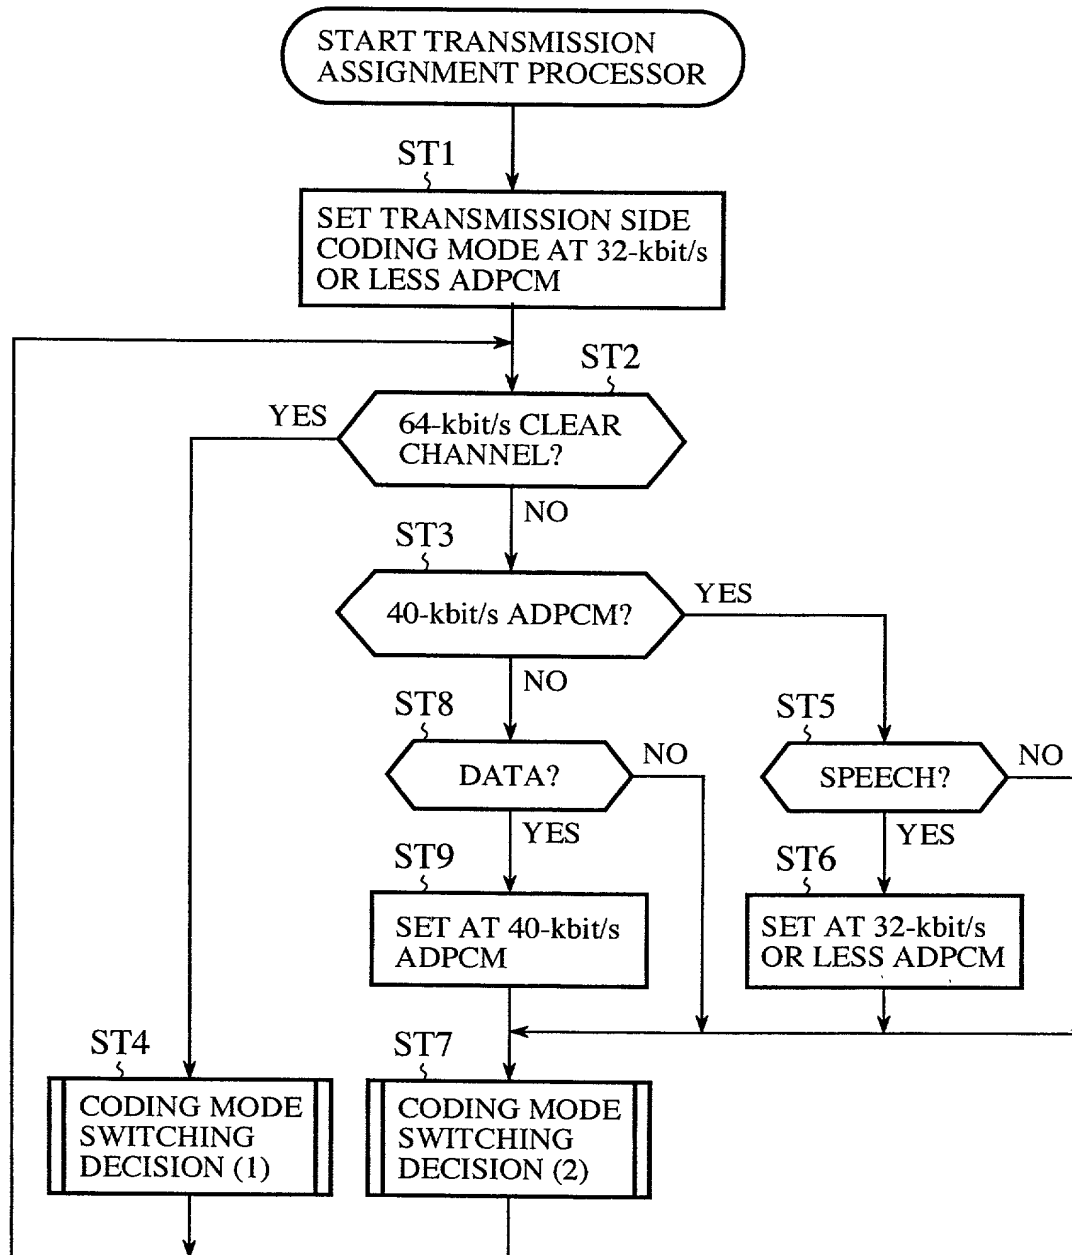 START TRANSMISSION
ASSIGNMENT PROCESSOR
ST1
SET TRANSMISSION SIDE
CODING MODE AT 32-kbit/s
OR LESS ADPCM
ST2
YES
64-kbit/s CLEAR
CHANNEL?
NO
ST3
YES
40-kbit/s ADPCM?
NO
ST8
NO
DATA?
YES
ST5
NO
SPEECH?
YES
ST9
SET AT 40-kbit/s
ADPCM
ST6
SET AT 32-kbit/s
OR LESS ADPCM
ST4
CODING MODE
SWITCHING
DECISION (1)
ST7
CODING MODE
SWITCHING
DECISION (2)